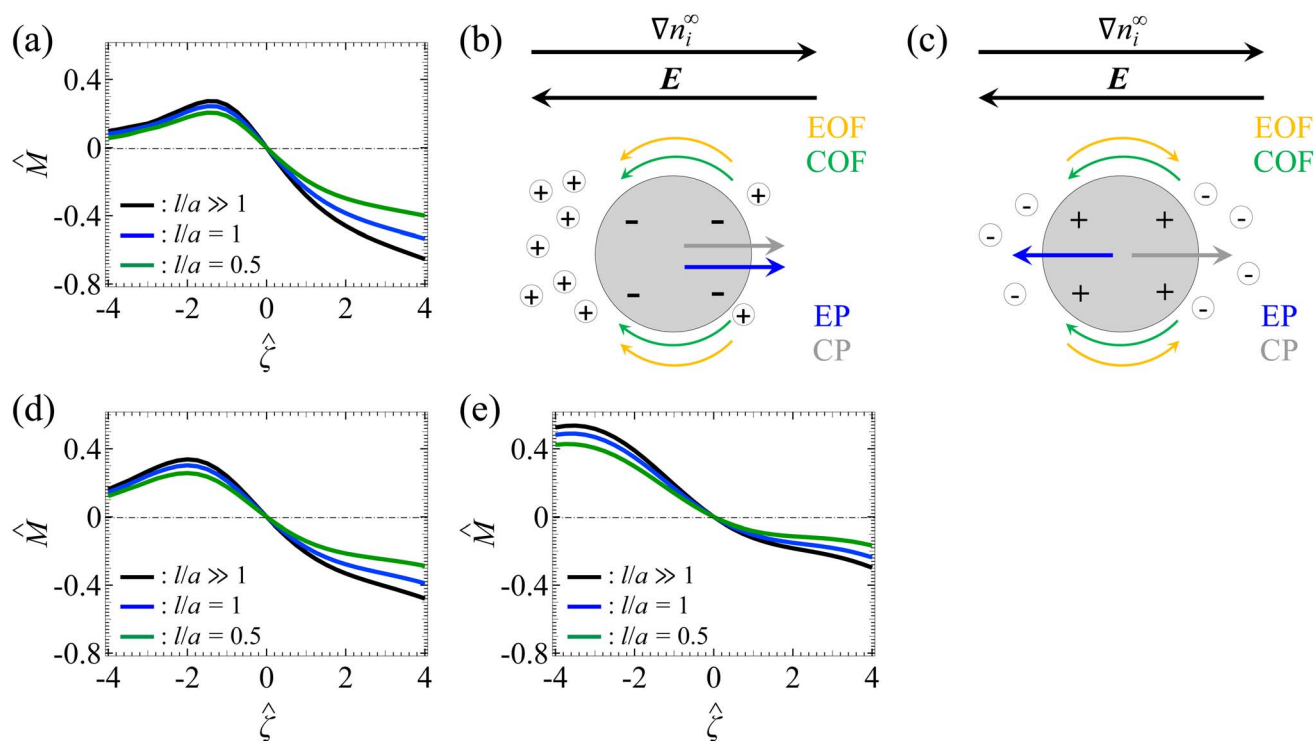 (a)
0.4
0
-0.4
-0.8
M̂
: l/a ≫ 1
: l/a = 1
: l/a = 0.5
-4 -2 0 2 4
ζ̂
(b)
∇n_i^∞
E
EOF
COF
+ + + + + + + + +
- - - -
EP
CP
(c)
∇n_i^∞
E
EOF
COF
- - - - - - - -
+ + + +
EP
CP
(d)
0.4
0
-0.4
-0.8
M̂
: l/a ≫ 1
: l/a = 1
: l/a = 0.5
-4 -2 0 2 4
ζ̂
(e)
0.4
0
-0.4
-0.8
M̂
: l/a ≫ 1
: l/a = 1
: l/a = 0.5
-4 -2 0 2 4
ζ̂